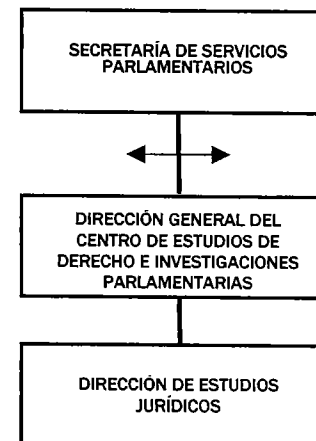 SECRETARÍA DE SERVICIOS
PARLAMENTARIOS
DIRECCIÓN GENERAL DEL
CENTRO DE ESTUDIOS DE
DERECHO E INVESTIGACIONES
PARLAMENTARIAS
DIRECCIÓN DE ESTUDIOS
JURÍDICOS